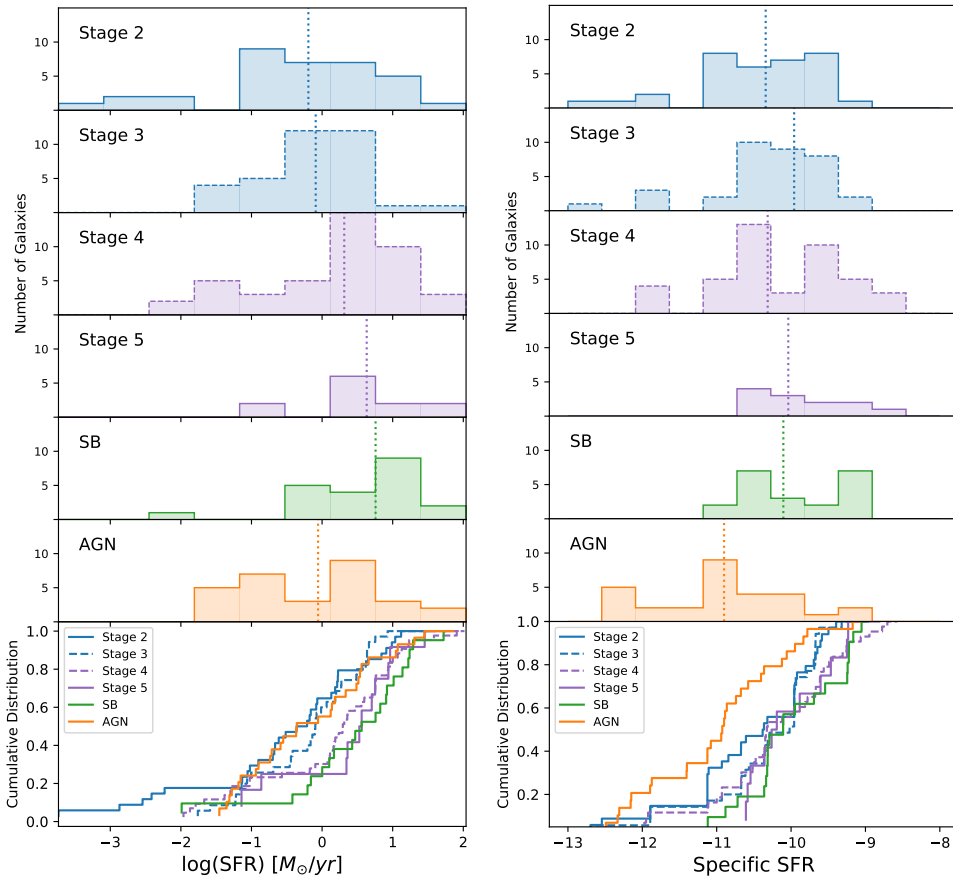 Stage 2
10
5
Stage 3
10
5
Stage 4
10
5
Stage 5
10
5
SB
10
5
AGN
10
5
Number of Galaxies
1.0
0.8
0.6
0.4
0.2
0.0
Cumulative Distribution
Stage 2
Stage 3
Stage 4
Stage 5
SB
AGN
−4 −3 −2 −1 0 1 2
log(SFR) [M⊙/yr]
Stage 2
10
5
Stage 3
10
5
Stage 4
10
5
Stage 5
10
5
SB
10
5
AGN
10
5
Number of Galaxies
1.0
0.8
0.6
0.4
0.2
Cumulative Distribution
Stage 2
Stage 3
Stage 4
Stage 5
SB
AGN
−13 −12 −11 −10 −9 −8
Specific SFR